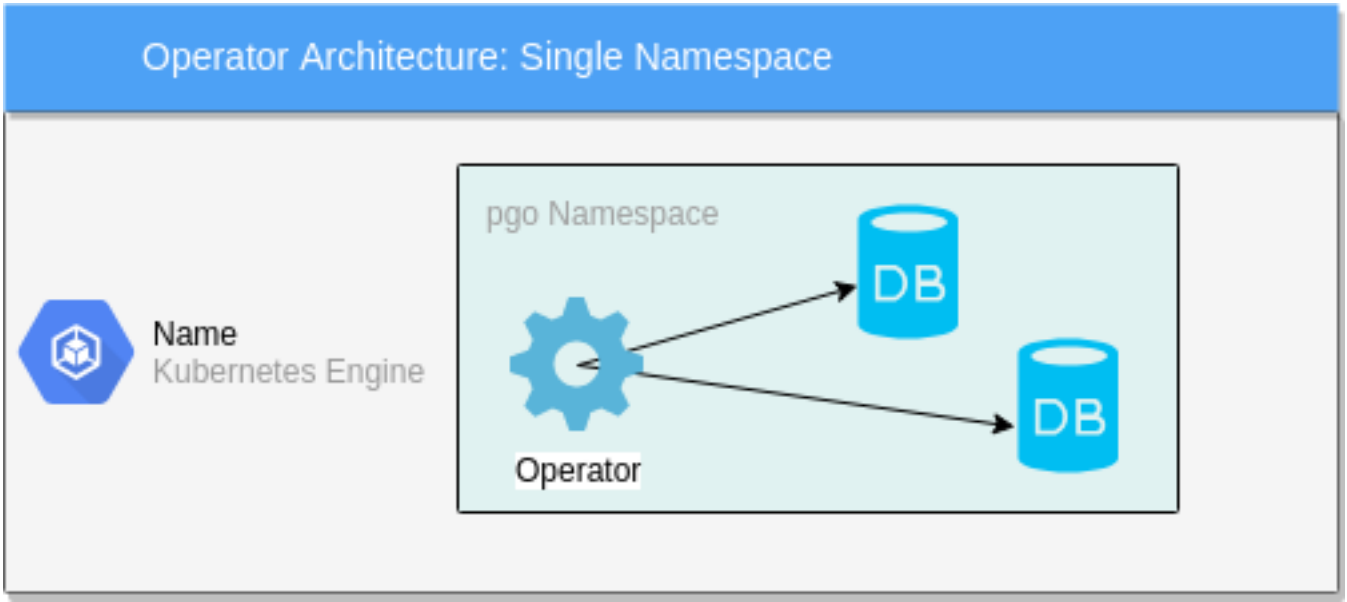 Operator Architecture: Single Namespace
pgo Namespace
DB
Name
Kubernetes Engine
DB
Operator